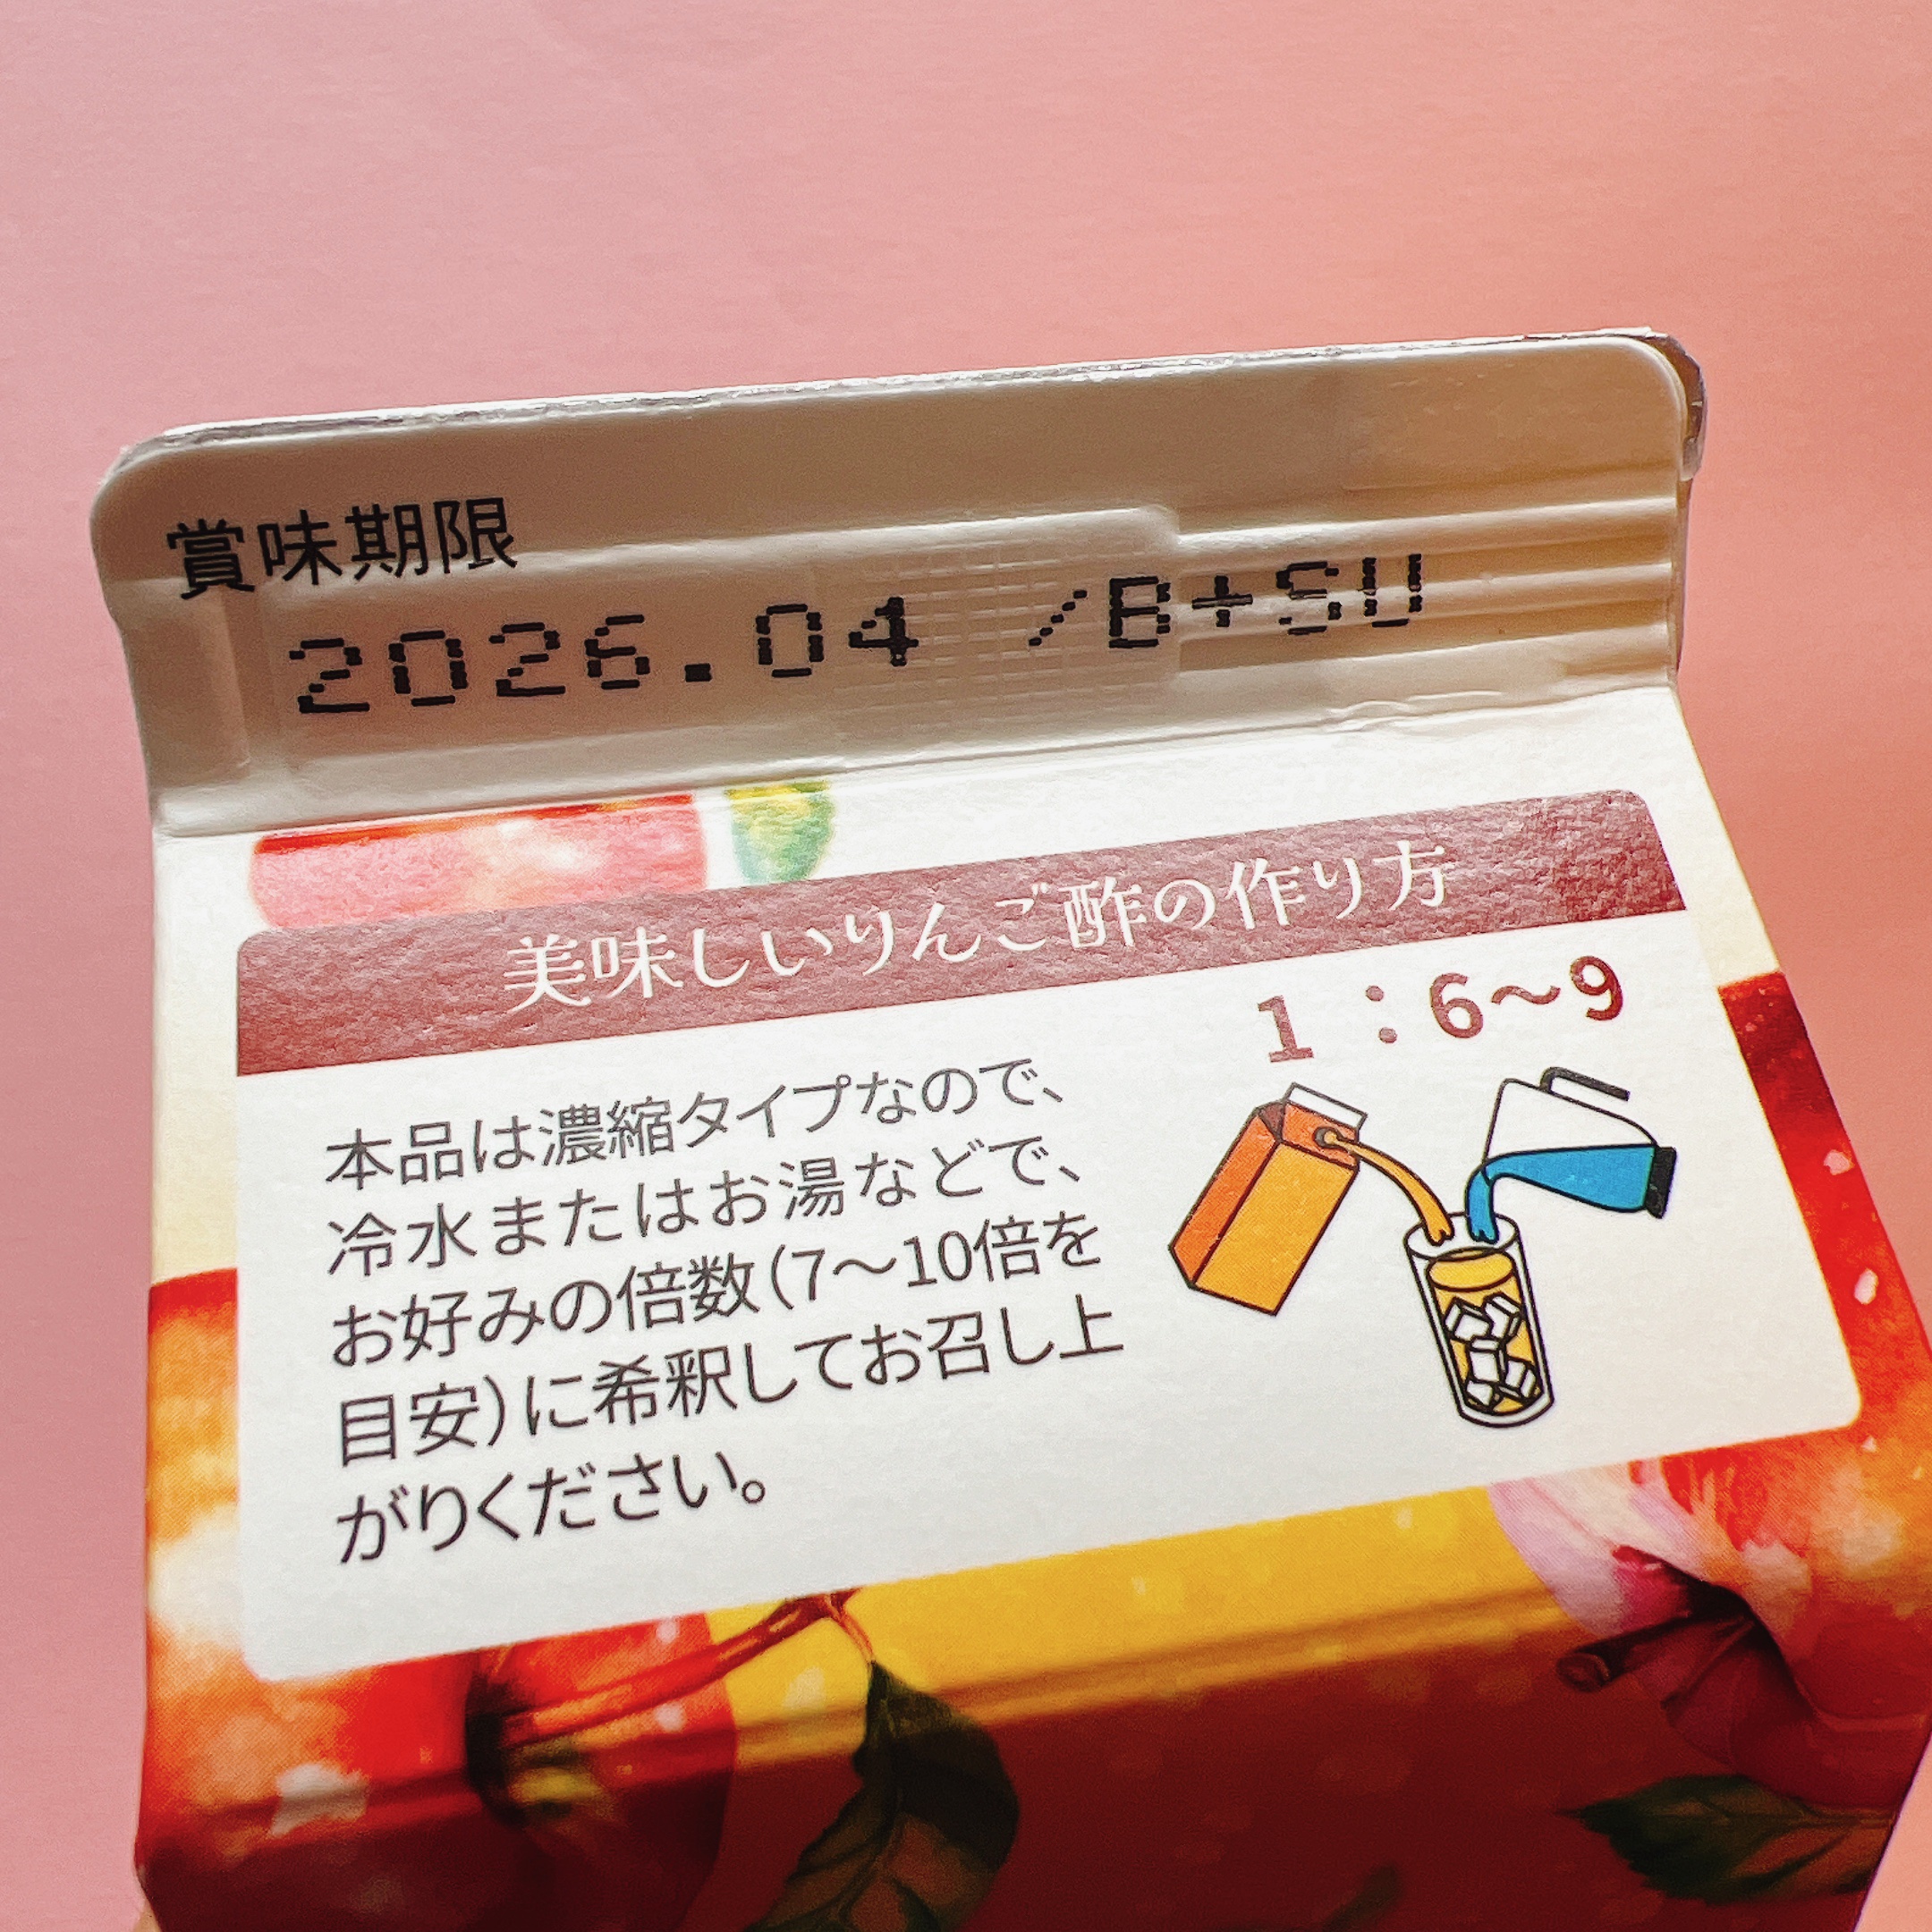 賞味期限
2026.04 /B+SU
美味しいりんご酢の作り方
1：6〜9
本品は濃縮タイプなので、
冷水またはお湯などで、
お好みの倍数(7〜10倍を
目安)に希釈してお召し上
がりください。